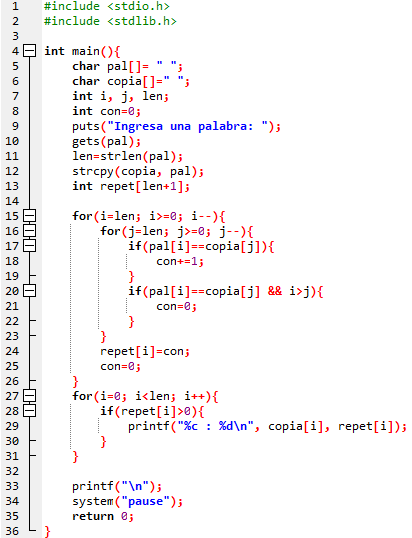 1 #include <stdio.h>
2 #include <stdlib.h>
3
4 int main(){
5     char pal[]= " ";
6     char copia[]=" ";
7     int i, j, len;
8     int con=0;
9     puts("Ingresa una palabra: ");
10     gets(pal);
11     len=strlen(pal);
12     strcpy(copia, pal);
13     int repet[len+1];
14
15     for(i=len; i>=0; i--){
16         for(j=len; j>=0; j--){
17             if(pal[i]==copia[j]){
18                 con+=1;
19             }
20             if(pal[i]==copia[j] && i>j){
21                 con=0;
22             }
23         }
24         repet[i]=con;
25         con=0;
26     }
27     for(i=0; i<len; i++){
28         if(repet[i]>0){
29             printf("%c : %d\n", copia[i], repet[i]);
30         }
31     }
32
33     printf("\n");
34     system("pause");
35     return 0;
36 }